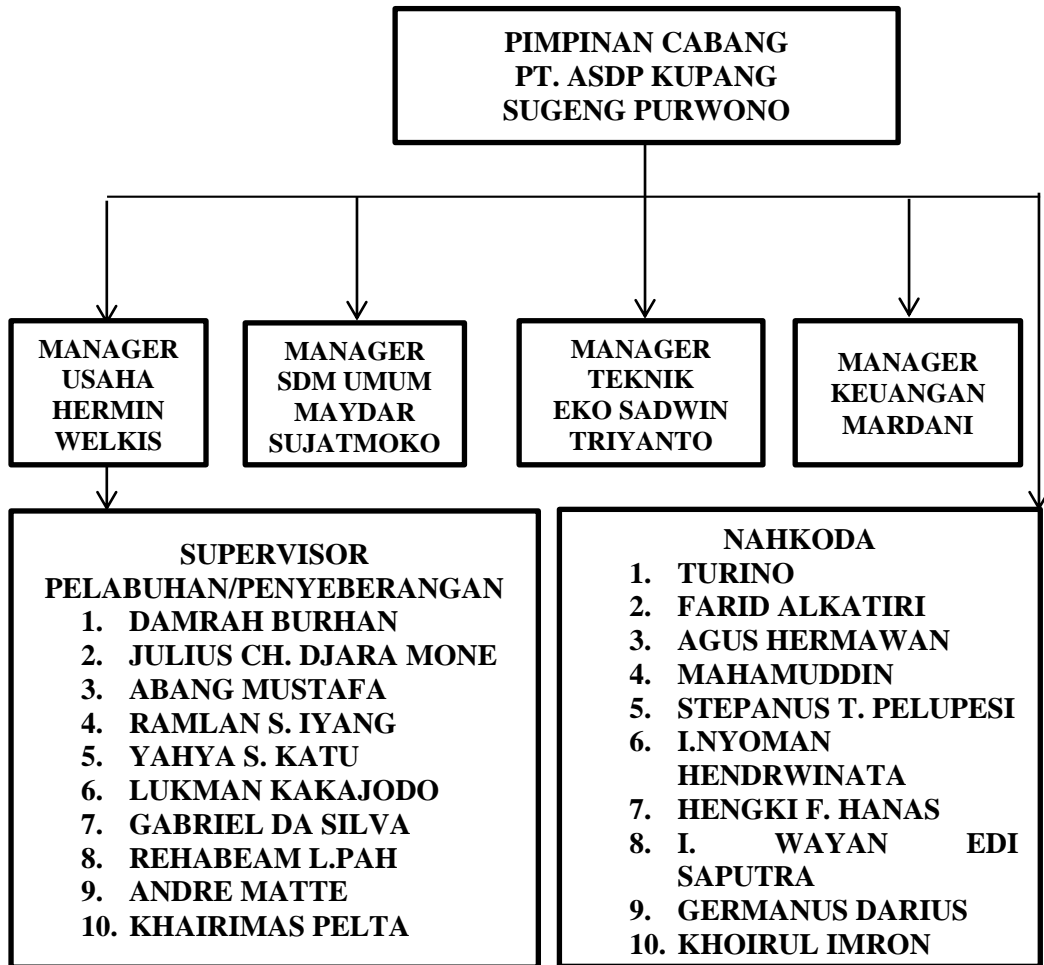 PIMPINAN CABANG
PT. ASDP KUPANG
SUGENG PURWONO
MANAGER
USAHA
HERMIN
WELKIS
MANAGER
SDM UMUM
MAYDAR
SUJATMOKO
MANAGER
TEKNIK
EKO SADWIN
TRIYANTO
MANAGER
KEUANGAN
MARDANI
SUPERVISOR
PELABUHAN/PENYEBERANGAN
1. DAMRAH BURHAN
2. JULIUS CH. DJARA MONE
3. ABANG MUSTAFA
4. RAMLAN S. IYANG
5. YAHYA S. KATU
6. LUKMAN KAKAJODO
7. GABRIEL DA SILVA
8. REHABEAM L.PAH
9. ANDRE MATTE
10. KHAIRIMAS PELTA
NAHKODA
1. TURINO
2. FARID ALKATIRI
3. AGUS HERMAWAN
4. MAHAMUDDIN
5. STEPANUS T. PELUPESI
6. I.NYOMAN
HENDRWINATA
7. HENGKI F. HANAS
8. I. WAYAN EDI
SAPUTRA
9. GERMANUS DARIUS
10. KHOIRUL IMRON